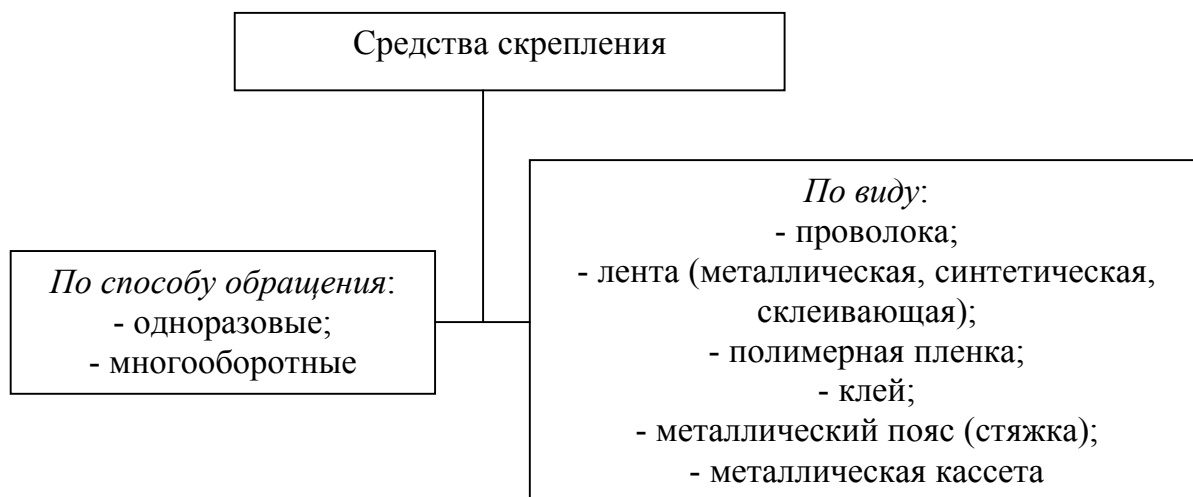 Средства скрепления
По способу обращения:
- одноразовые;
- многооборотные
По виду:
- проволока;
- лента (металлическая, синтетическая,
склеивающая);
- полимерная пленка;
- клей;
- металлический пояс (стяжка);
- металлическая кассета